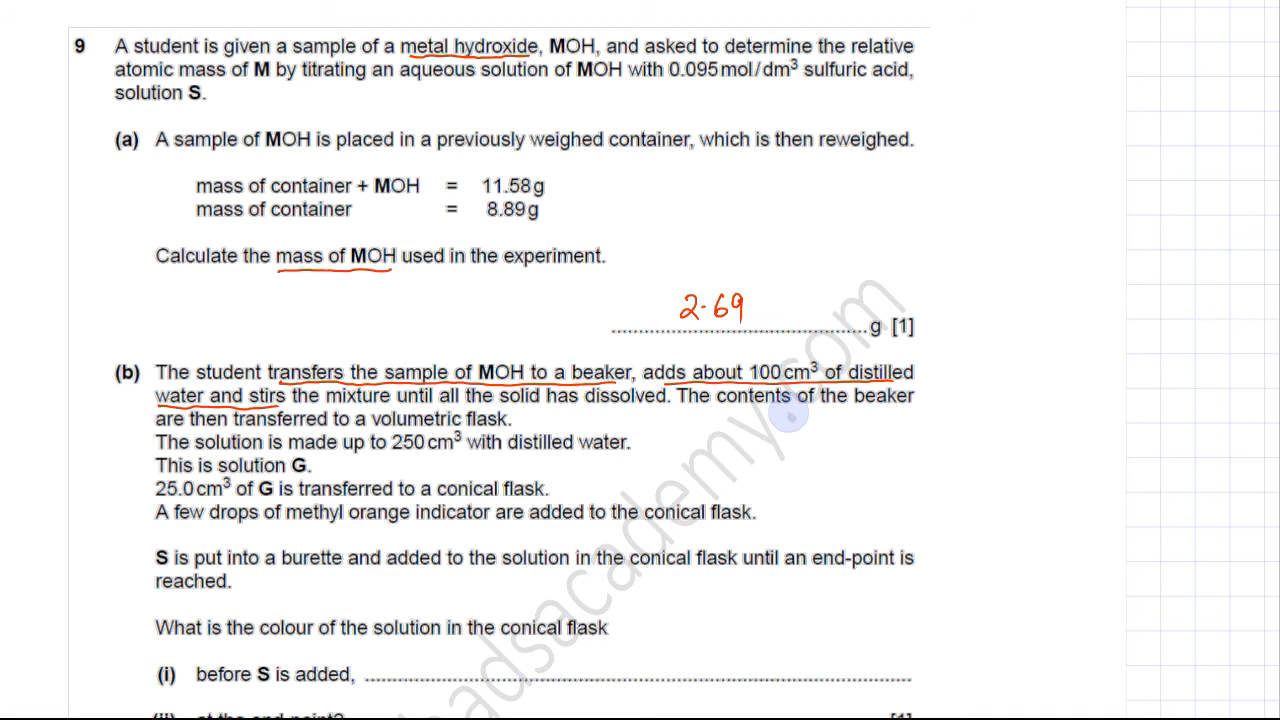 9 A student is given a sample of a metal hydroxide, MOH, and asked to determine the relative
atomic mass of M by titrating an aqueous solution of MOH with 0.095 mol/dm³ sulfuric acid,
solution S.
(a) A sample of MOH is placed in a previously weighed container, which is then reweighed.
mass of container + MOH = 11.58 g
mass of container = 8.89 g
Calculate the mass of MOH used in the experiment.
2.69
g [1]
(b) The student transfers the sample of MOH to a beaker, adds about 100 cm³ of distilled
water and stirs the mixture until all the solid has dissolved. The contents of the beaker
are then transferred to a volumetric flask.
The solution is made up to 250 cm³ with distilled water.
This is solution G.
25.0 cm³ of G is transferred to a conical flask.
A few drops of methyl orange indicator are added to the conical flask.
S is put into a burette and added to the solution in the conical flask until an end-point is
reached.
What is the colour of the solution in the conical flask
(i) before S is added,
(ii) at the end-point? [1]
adsacademy.com